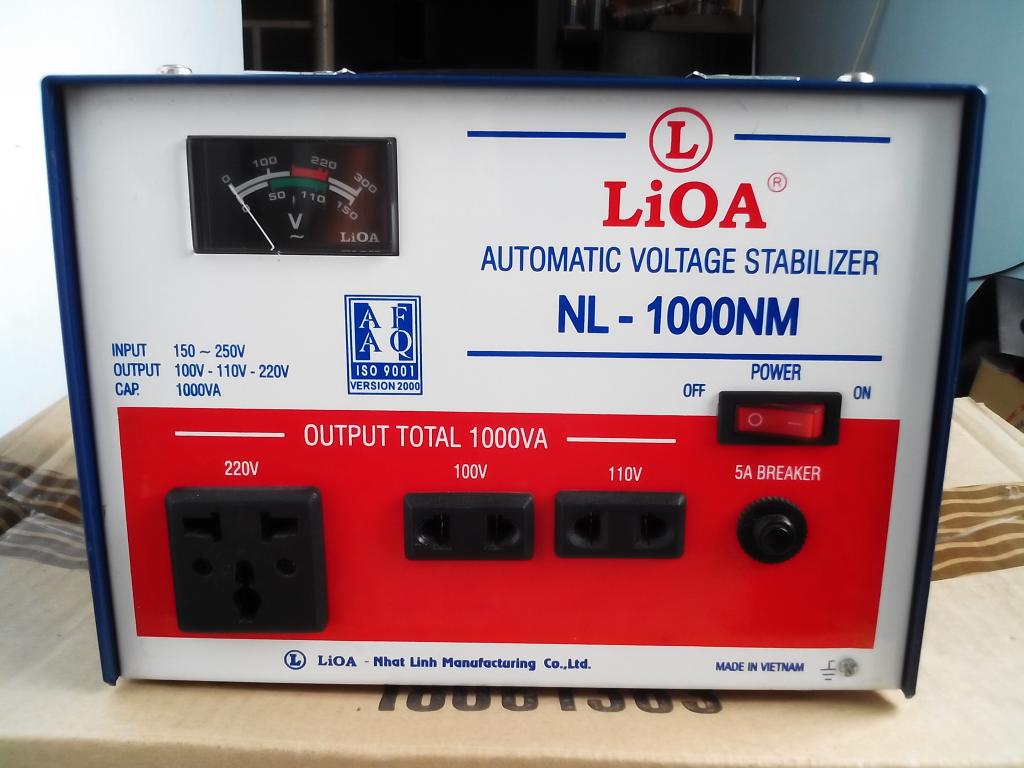 0 100 220 300
0 50 110 150
V
~
LiOA
L
LiOA®
AUTOMATIC VOLTAGE STABILIZER
NL - 1000NM
A F
A Q
ISO 9001
VERSION 2000
INPUT 150 ~ 250V
OUTPUT 100V - 110V - 220V
CAP. 1000VA
POWER
OFF ON
OUTPUT TOTAL 1000VA
220V 100V 110V 5A BREAKER
L LiOA - Nhat Linh Manufacturing Co.,Ltd. MADE IN VIETNAM